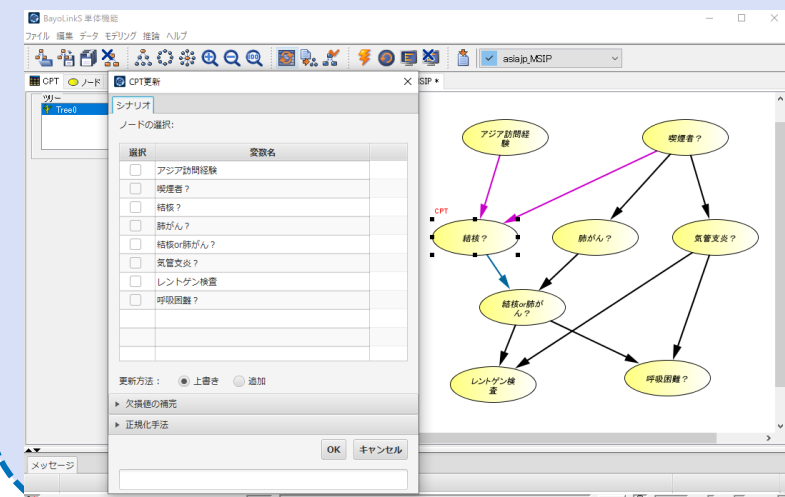 BayoLinkS 単体機能
ファイル 編集 データ モデリング 推論 ヘルプ
asiajp_MSIP
CPT ノード
CPT更新
SIP *
ツリー
Tree0
シナリオ
ノードの選択:
選択 変数名
アジア訪問経験
喫煙者？
結核？
肺がん？
結核or肺がん？
気管支炎？
レントゲン検査
呼吸困難？
更新方法： 上書き 追加
欠損値の補完
正規化手法
OK キャンセル
メッセージ
アジア訪問経
験
喫煙者？
CPT
結核？
肺がん？
気管支炎？
結核or肺が
ん？
レントゲン検
査
呼吸困難？